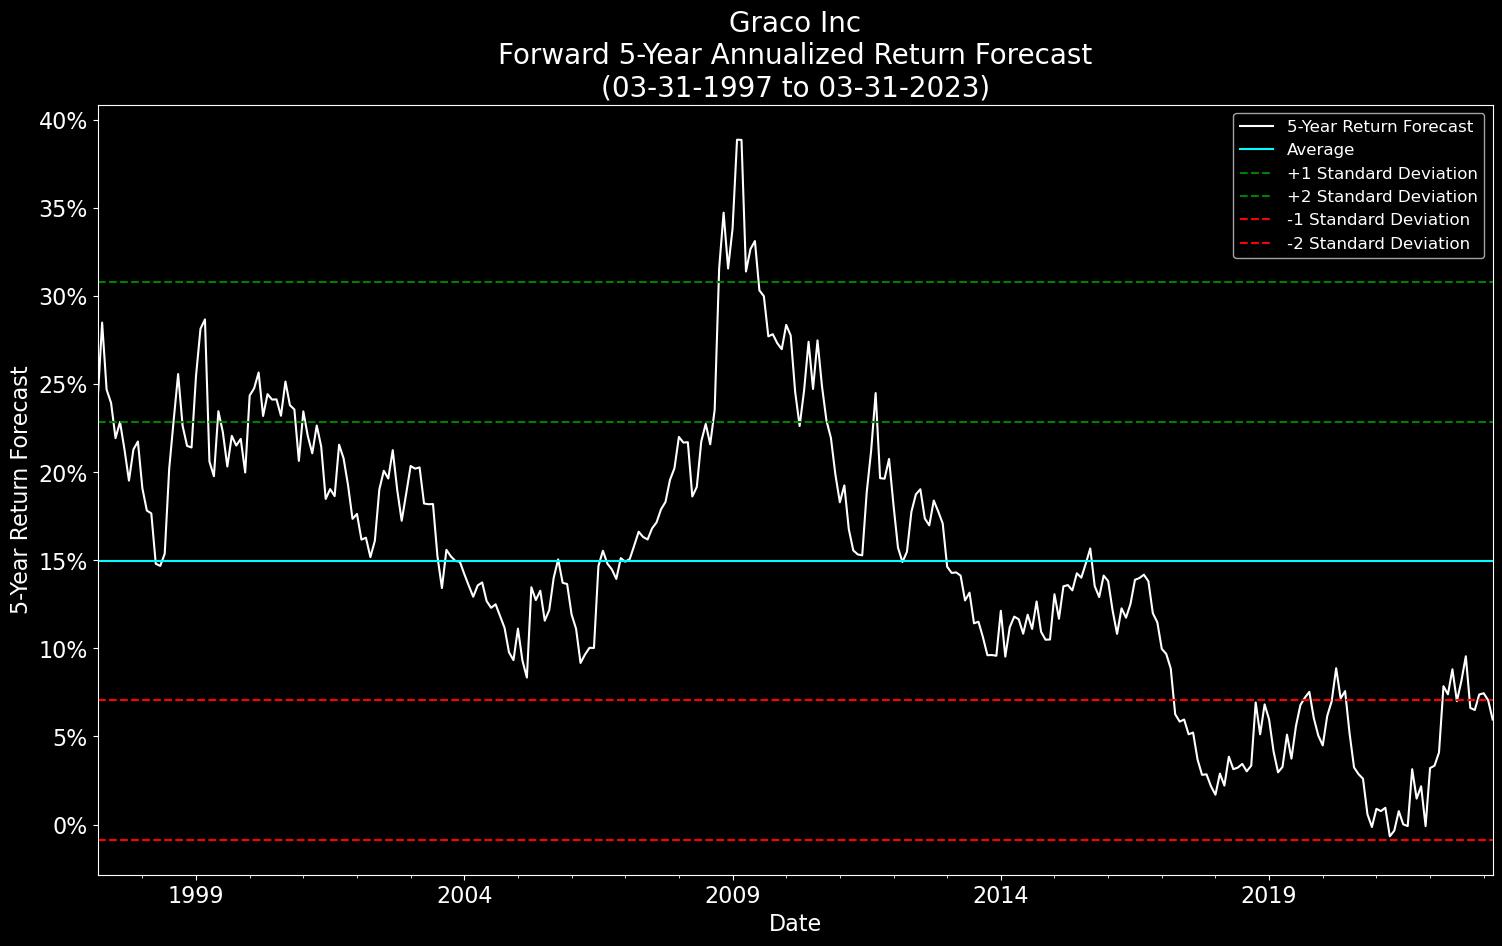 Graco Inc
Forward 5-Year Annualized Return Forecast
(03-31-1997 to 03-31-2023)
40%
35%
30%
25%
20%
15%
10%
5%
0%
5-Year Return Forecast
5-Year Return Forecast
Average
+1 Standard Deviation
+2 Standard Deviation
-1 Standard Deviation
-2 Standard Deviation
1999
2004
2009
2014
2019
Date